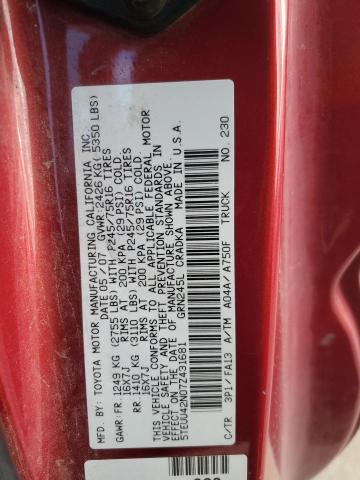 MFD. BY: TOYOTA MOTOR MANUFACTURING CALIFORNIA INC.
DATE 05/07 GVWR 2426 KG( 5350 LBS)
GAWR:FR 1249 KG (2755 LBS) WITH P245/75R16 TIRES
16X7J RIMS AT 200 KPA (29 PSI) COLD.
RR 1410 KG (3110 LBS) WITH P245/75R16 TIRES
16X7J RIMS AT 200 KPA (29 PSI) COLD.
THIS VEHICLE CONFORMS TO ALL APPLICABLE FEDERAL MOTOR
VEHICLE SAFETY STANDARDS IN EFFECT ON THE DATE OF
MANUFACTURE SHOWN ABOVE.
5TEUU42N07Z431681 MADE IN U.S.A.
GRN245L CRADKA
C/TR 3P1/FA13 A/TM A04A/A750F TRUCK NO. 230